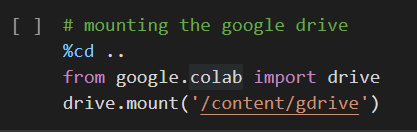 [ ] # mounting the google drive
%cd ..
from google.colab import drive
drive.mount('/content/gdrive')